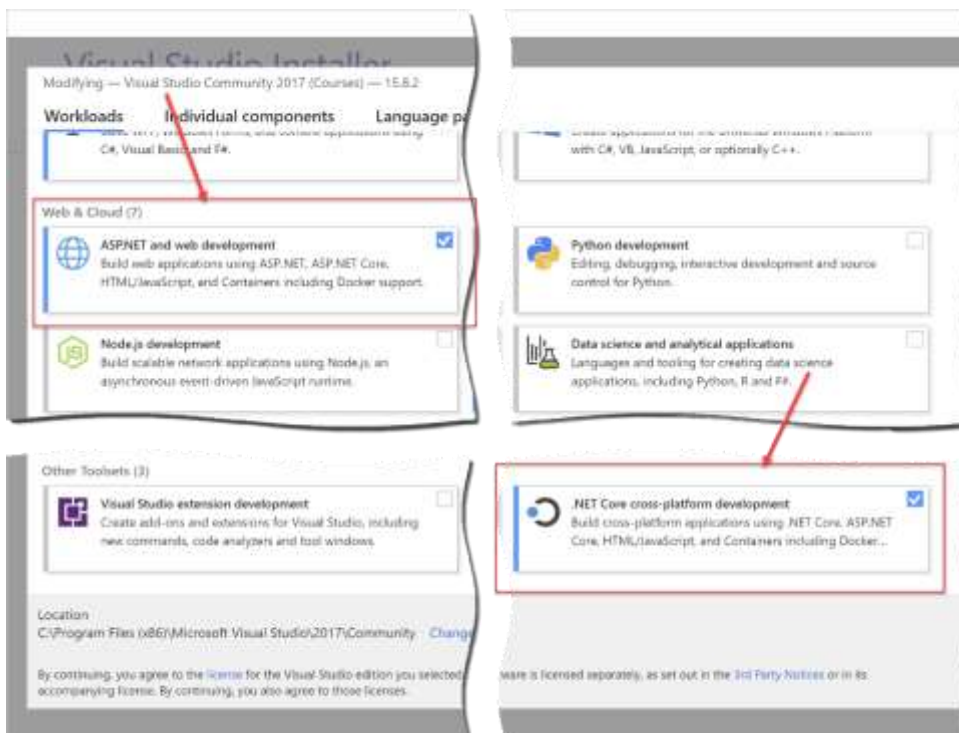 Visual Studio Installer
Modifying — Visual Studio Community 2017 (Courses) — 15.8.2
Workloads Individual components Language pa
C#, Visual Basic and F#.
with C#, VB, JavaScript, or optionally C++.
Web & Cloud (7)
ASP.NET and web development
Build web applications using ASP.NET, ASP.NET Core,
HTML/JavaScript, and Containers including Docker support.
Python development
Editing, debugging, interactive development and source
control for Python.
Node.js development
Build scalable network applications using Node.js, an
asynchronous event-driven JavaScript runtime.
Data science and analytical applications
Languages and tooling for creating data science
applications, including Python, R and F#.
Other Toolsets (3)
Visual Studio extension development
Create add-ons and extensions for Visual Studio, including
new commands, code analyzers and tool windows.
.NET Core cross-platform development
Build cross-platform applications using .NET Core, ASP.NET
Core, HTML/JavaScript, and Containers including Docker...
Location
C:\Program Files (x86)\Microsoft Visual Studio\2017\Community Change
By continuing, you agree to the license for the Visual Studio edition you selected
ware is licensed separately, as set out in the 3rd Party Notices or in its
accompanying license. By continuing, you also agree to those licenses.